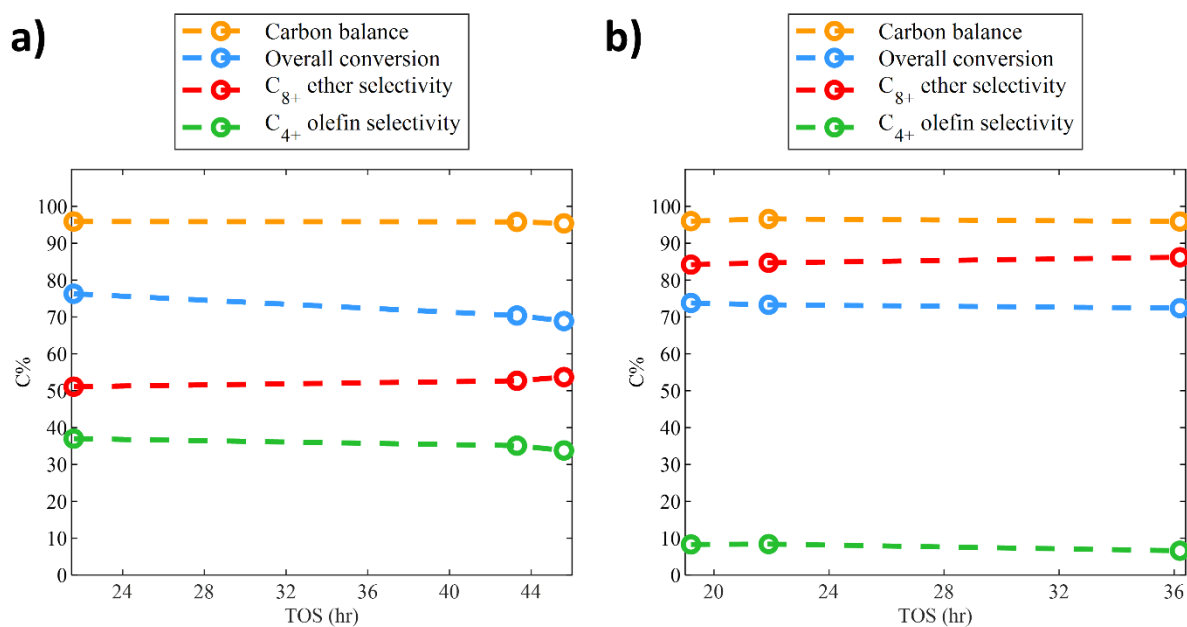 a)
Carbon balance
Overall conversion
C8+ ether selectivity
C4+ olefin selectivity
100
90
80
70
60
50
40
30
20
10
0
C%
24
28
32
36
40
44
TOS (hr)
b)
Carbon balance
Overall conversion
C8+ ether selectivity
C4+ olefin selectivity
100
90
80
70
60
50
40
30
20
10
0
C%
20
24
28
32
36
TOS (hr)